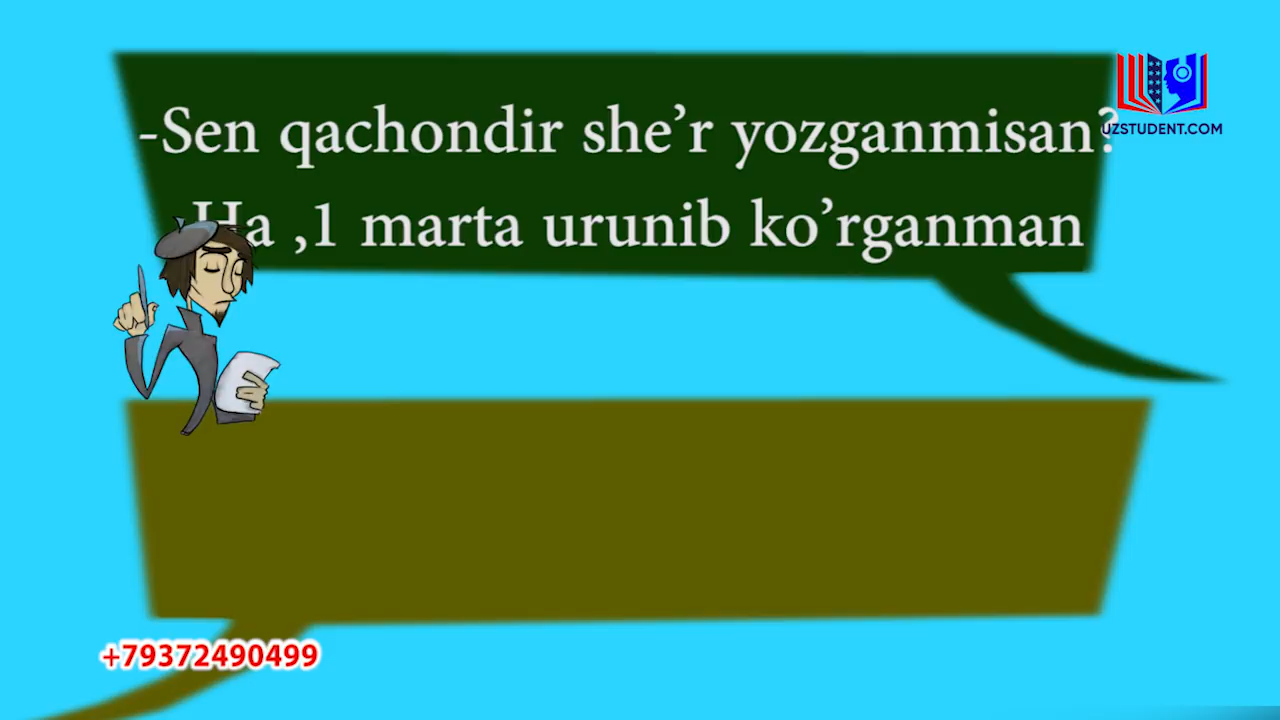 -Sen qachondir she’r yozganmisan?
Ha ,1 marta urunib ko’rganman
UZSTUDENT.COM
+79372490499